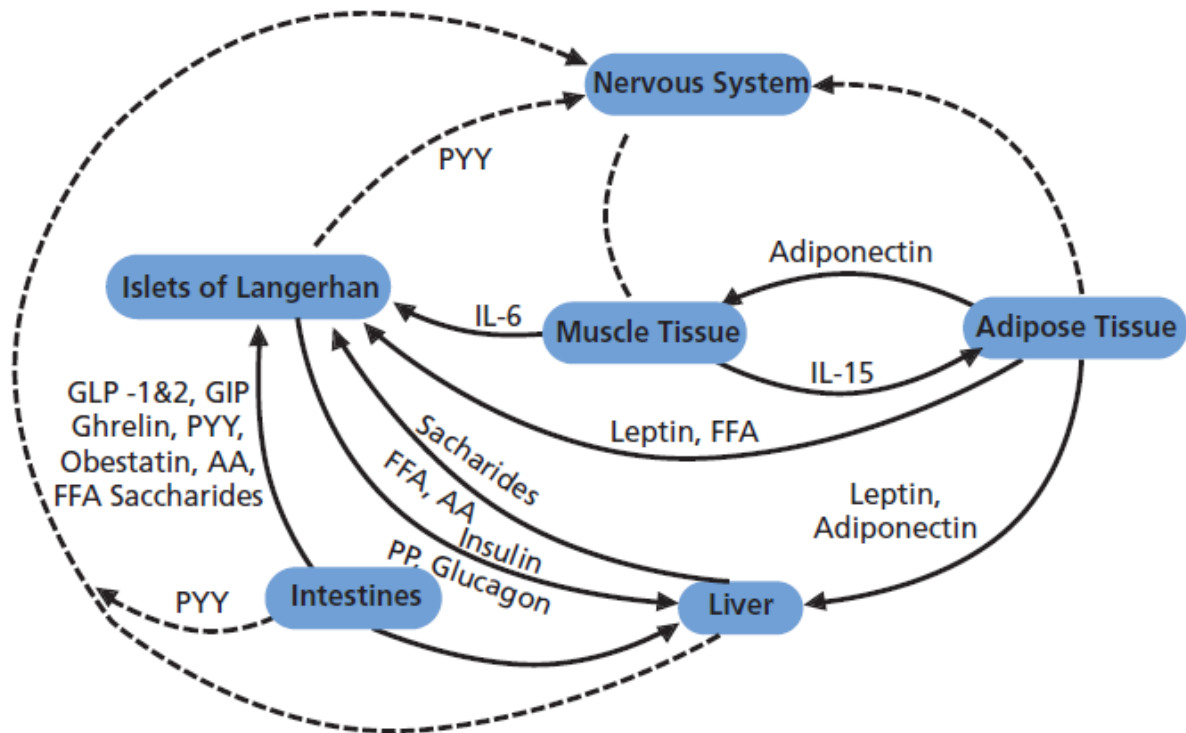 Nervous System
PYY
Adiponectin
Islets of Langerhan
IL-6
Muscle Tissue
Adipose Tissue
IL-15
GLP -1&2, GIP
Ghrelin, PYY,
Obestatin, AA,
FFA Saccharides
Leptin, FFA
Sacharides
FFA, AA
Insulin
PP, Glucagon
Leptin,
Adiponectin
PYY
Intestines
Liver